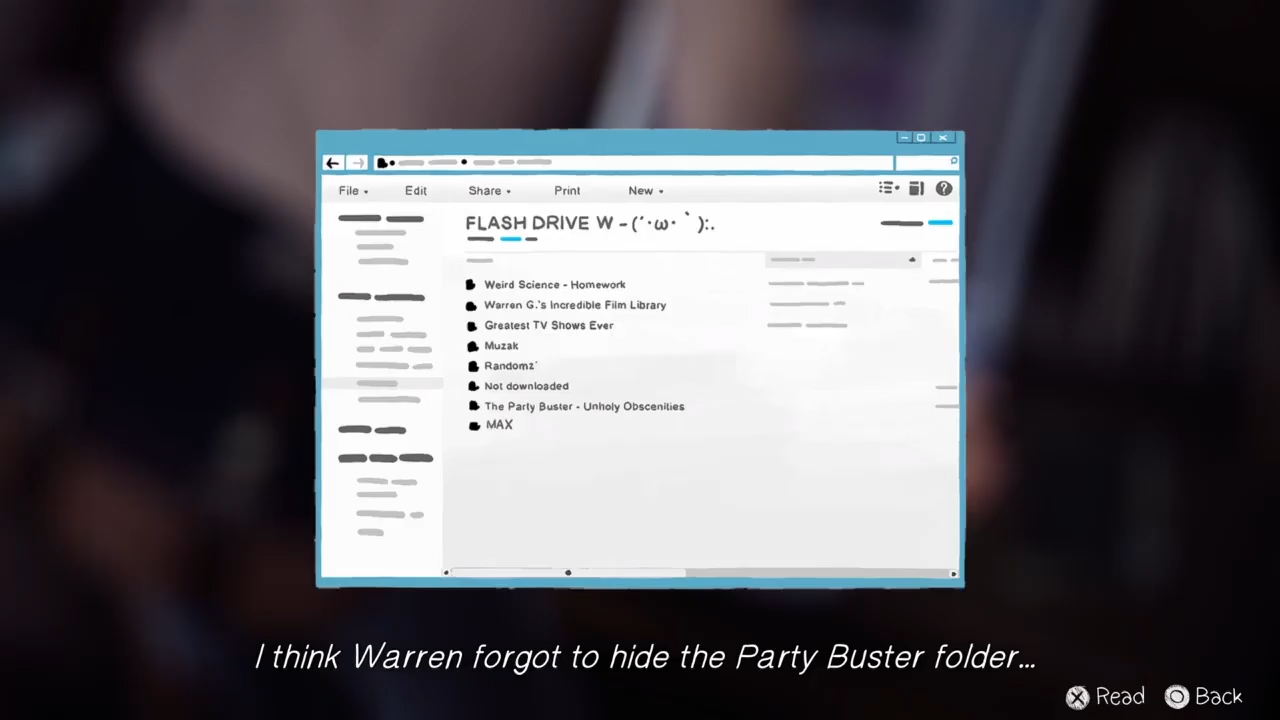 File Edit Share Print New
FLASH DRIVE W -(´·ω·`):.
Weird Science - Homework
Warren G.'s Incredible Film Library
Greatest TV Shows Ever
Muzak
Randomz'
Not downloaded
The Party Buster - Unholy Obscenities
MAX
I think Warren forgot to hide the Party Buster folder...
Read Back